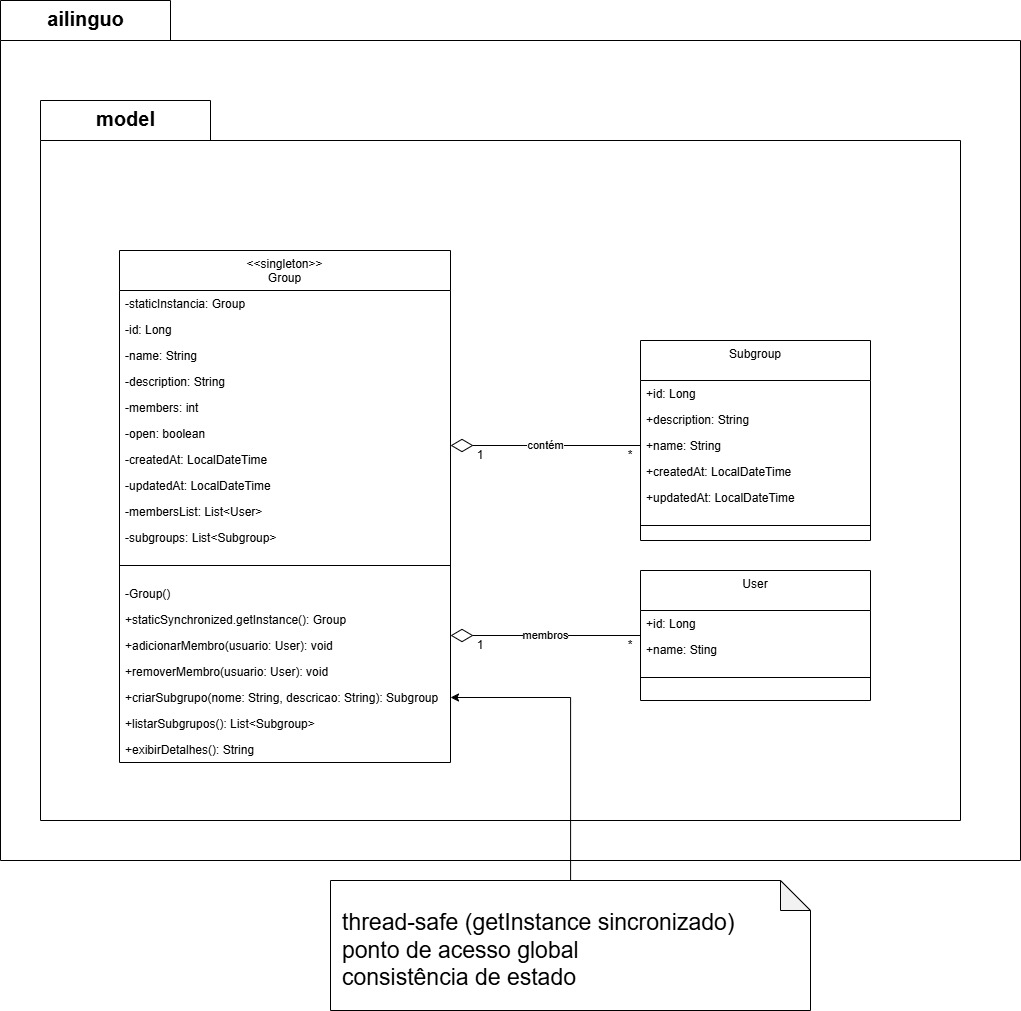 ailinguo
model
<<singleton>>
Group
-staticInstancia: Group
-id: Long
-name: String
-description: String
-members: int
-open: boolean
-createdAt: LocalDateTime
-updatedAt: LocalDateTime
-membersList: List<User>
-subgroups: List<Subgroup>
-Group()
+staticSynchronized.getInstance(): Group
+adicionarMembro(usuario: User): void
+removerMembro(usuario: User): void
+criarSubgrupo(nome: String, descricao: String): Subgroup
+listarSubgrupos(): List<Subgroup>
+exibirDetalhes(): String
contém
1
*
membros
1
*
Subgroup
+id: Long
+description: String
+name: String
+createdAt: LocalDateTime
+updatedAt: LocalDateTime
User
+id: Long
+name: Sting
thread-safe (getInstance sincronizado)
ponto de acesso global
consistência de estado